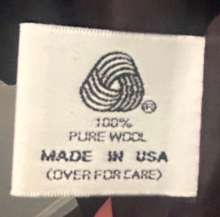 ®
100%
PURE WOOL
MADE IN USA
(OVER FOR CARE)